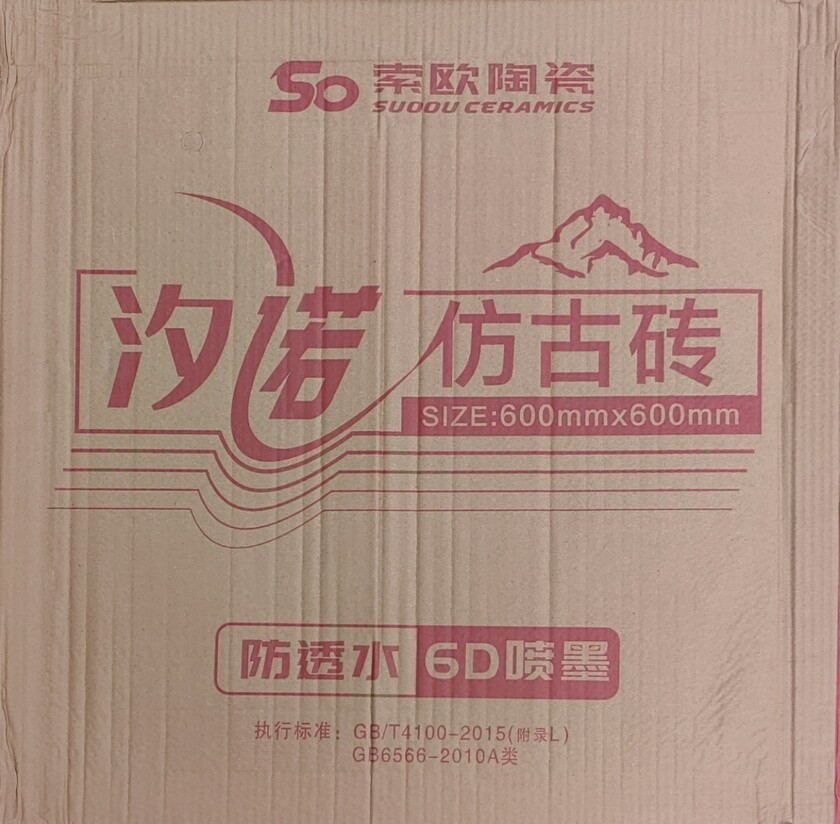 SO 索欧陶瓷
SUOOU CERAMICS
汐诺 仿古砖
SIZE:600mmx600mm
防透水 6D喷墨
执行标准：GB/T4100-2015(附录L)
GB6566-2010A类